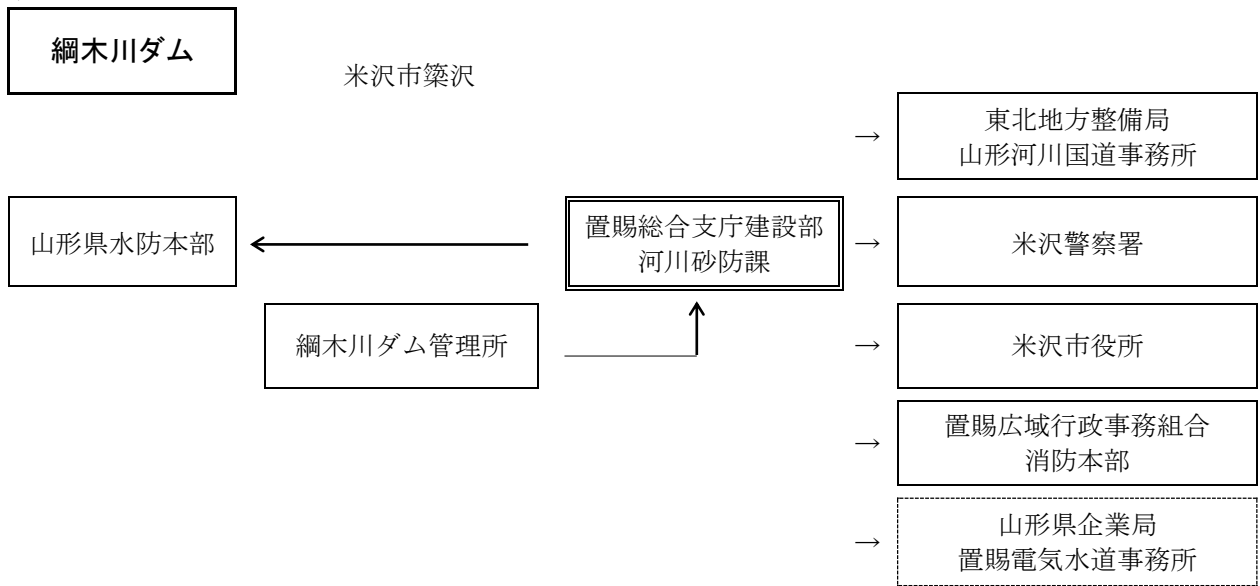 綱木川ダム
米沢市簗沢
→
東北地方整備局
山形河川国道事務所
山形県水防本部
置賜総合支庁建設部
河川砂防課
→
米沢警察署
綱木川ダム管理所
→
米沢市役所
→
置賜広域行政事務組合
消防本部
→
山形県企業局
置賜電気水道事務所